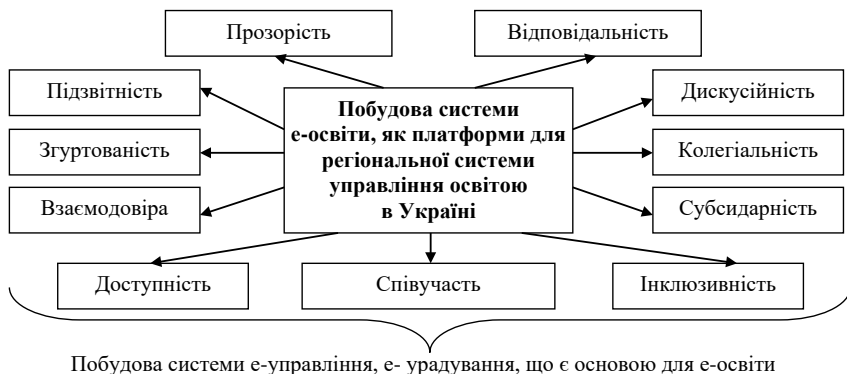 Прозорість
Відповідальність
Підзвітність
Згуртованість
Взаємодовіра
Побудова системи
е-освіти, як платформи для
регіональної системи
управління освітою
в Україні
Дискусійність
Колегіальність
Субсидарність
Доступність
Співучасть
Інклюзивність
Побудова системи е-управління, е- урадування, що є основою для е-освіти